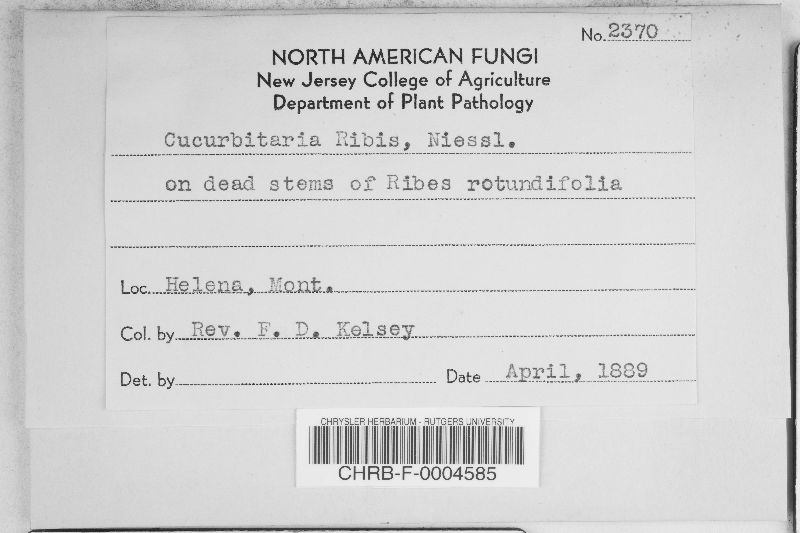 No. 2370
NORTH AMERICAN FUNGI
New Jersey College of Agriculture
Department of Plant Pathology
Cucurbitaria Ribis, Niessl.
on dead stems of Ribes rotundifolia
Loc. Helena, Mont.
Col. by Rev. F. D. Kelsey
Det. by
Date April, 1889
CHRYSLER HERBARIUM - RUTGERS UNIVERSITY
CHRB-F-0004585